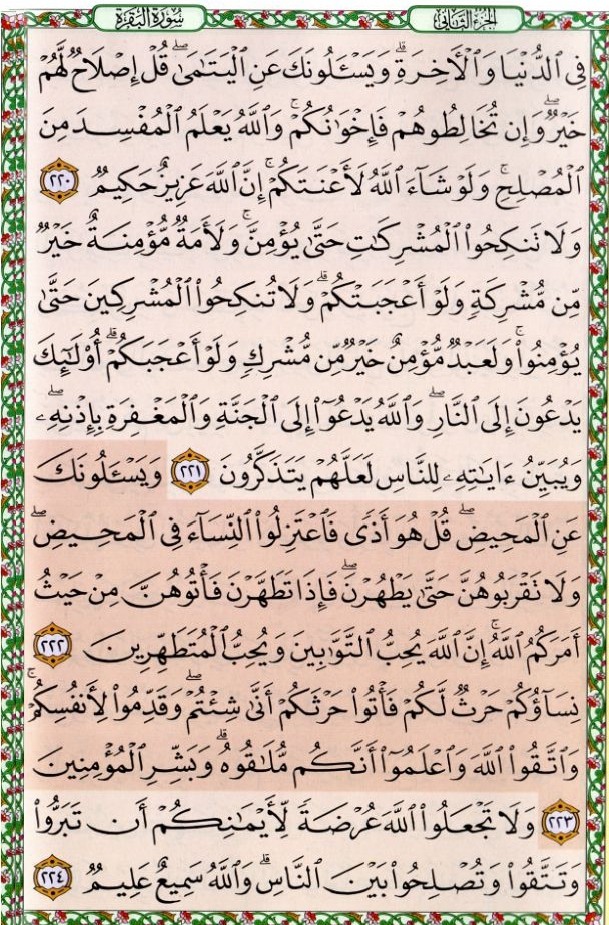 سُورَةُ البَقَرَةِ
الجُزْءُ الثَّانِي
فِي ٱلدُّنْيَا وَٱلْأَخِرَةِ ۗ وَيَسْـَٔلُونَكَ عَنِ ٱلْيَتَـٰمَىٰ ۖ قُلْ إِصْلَاحٌ لَّهُمْ
خَيْرٌ ۖ وَإِن تُخَالِطُوهُمْ فَإِخْوَٰنُكُمْ ۚ وَٱللَّهُ يَعْلَمُ ٱلْمُفْسِدَ مِنَ
ٱلْمُصْلِحِ ۚ وَلَوْ شَآءَ ٱللَّهُ لَأَعْنَتَكُمْ ۚ إِنَّ ٱللَّهَ عَزِيزٌ حَكِيمٌ ٢٢٠
وَلَا تَنكِحُوا۟ ٱلْمُشْرِكَـٰتِ حَتَّىٰ يُؤْمِنَّ ۚ وَلَأَمَةٌ مُّؤْمِنَةٌ خَيْرٌ
مِّن مُّشْرِكَةٍ وَلَوْ أَعْجَبَتْكُمْ ۗ وَلَا تُنكِحُوا۟ ٱلْمُشْرِكِينَ حَتَّىٰ
يُؤْمِنُوا۟ ۚ وَلَعَبْدٌ مُّؤْمِنٌ خَيْرٌ مِّن مُّشْرِكٍ وَلَوْ أَعْجَبَكُمْ ۗ أُو۟لَـٰٓئِكَ
يَدْعُونَ إِلَى ٱلنَّارِ ۖ وَٱللَّهُ يَدْعُوٓا۟ إِلَى ٱلْجَنَّةِ وَٱلْمَغْفِرَةِ بِإِذْنِهِۦ ۖ
وَيُبَيِّنُ ءَايَـٰتِهِۦ لِلنَّاسِ لَعَلَّهُمْ يَتَذَكَّرُونَ ٢٢١ وَيَسْـَٔلُونَكَ
عَنِ ٱلْمَحِيضِ ۖ قُلْ هُوَ أَذًى فَٱعْتَزِلُوا۟ ٱلنِّسَآءَ فِي ٱلْمَحِيضِ ۖ
وَلَا تَقْرَبُوهُنَّ حَتَّىٰ يَطْهُرْنَ ۖ فَإِذَا تَطَهَّرْنَ فَأْتُوهُنَّ مِنْ حَيْثُ
أَمَرَكُمُ ٱللَّهُ ۚ إِنَّ ٱللَّهَ يُحِبُّ ٱلتَّوَّٰبِينَ وَيُحِبُّ ٱلْمُتَطَهِّرِينَ ٢٢٢
نِسَآؤُكُمْ حَرْثٌ لَّكُمْ فَأْتُوا۟ حَرْثَكُمْ أَنَّىٰ شِئْتُمْ ۖ وَقَدِّمُوا۟ لِأَنفُسِكُمْ ۚ
وَٱتَّقُوا۟ ٱللَّهَ وَٱعْلَمُوٓا۟ أَنَّكُم مُّلَـٰقُوهُ ۗ وَبَشِّرِ ٱلْمُؤْمِنِينَ
٢٢٣ وَلَا تَجْعَلُوا۟ ٱللَّهَ عُرْضَةً لِّأَيْمَـٰنِكُمْ أَن تَبَرُّوا۟
وَتَتَّقُوا۟ وَتُصْلِحُوا۟ بَيْنَ ٱلنَّاسِ ۗ وَٱللَّهُ سَمِيعٌ عَلِيمٌ ٢٢٤